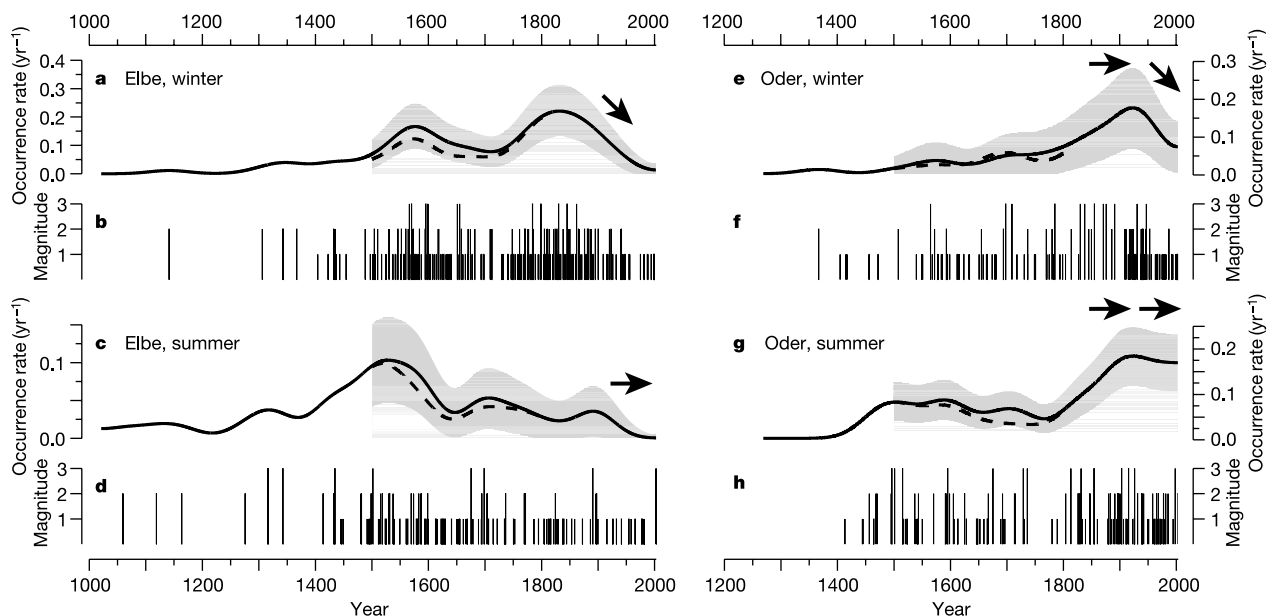 1000 1200 1400 1600 1800 2000
Occurrence rate (yr⁻¹)
0.4
0.3
0.2
0.1
0.0
a Elbe, winter
Magnitude
3
2
1
b
Occurrence rate (yr⁻¹)
0.1
0.0
c Elbe, summer
Magnitude
3
2
1
d
1000 1200 1400 1600 1800 2000
Year
1200 1400 1600 1800 2000
e Oder, winter
0.3
0.2
0.1
0.0
Occurrence rate (yr⁻¹)
f
3
2
1
Magnitude
g Oder, summer
0.2
0.1
0.0
Occurrence rate (yr⁻¹)
h
3
2
1
Magnitude
1200 1400 1600 1800 2000
Year